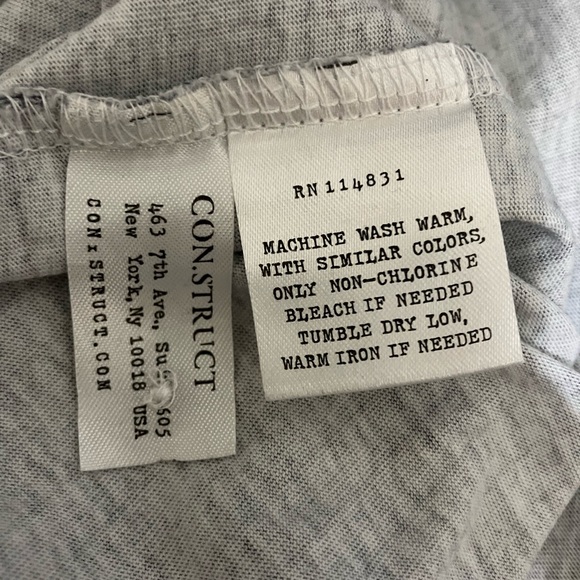 CON.STRUCT
463 7th Ave., 605
New York, Ny 10018 USA
CON:STRUCT.COM
RN 114831
MACHINE WASH WARM,
WITH SIMILAR COLORS,
ONLY NON-CHLORINE
BLEACH IF NEEDED
TUMBLE DRY LOW,
WARM IRON IF NEEDED